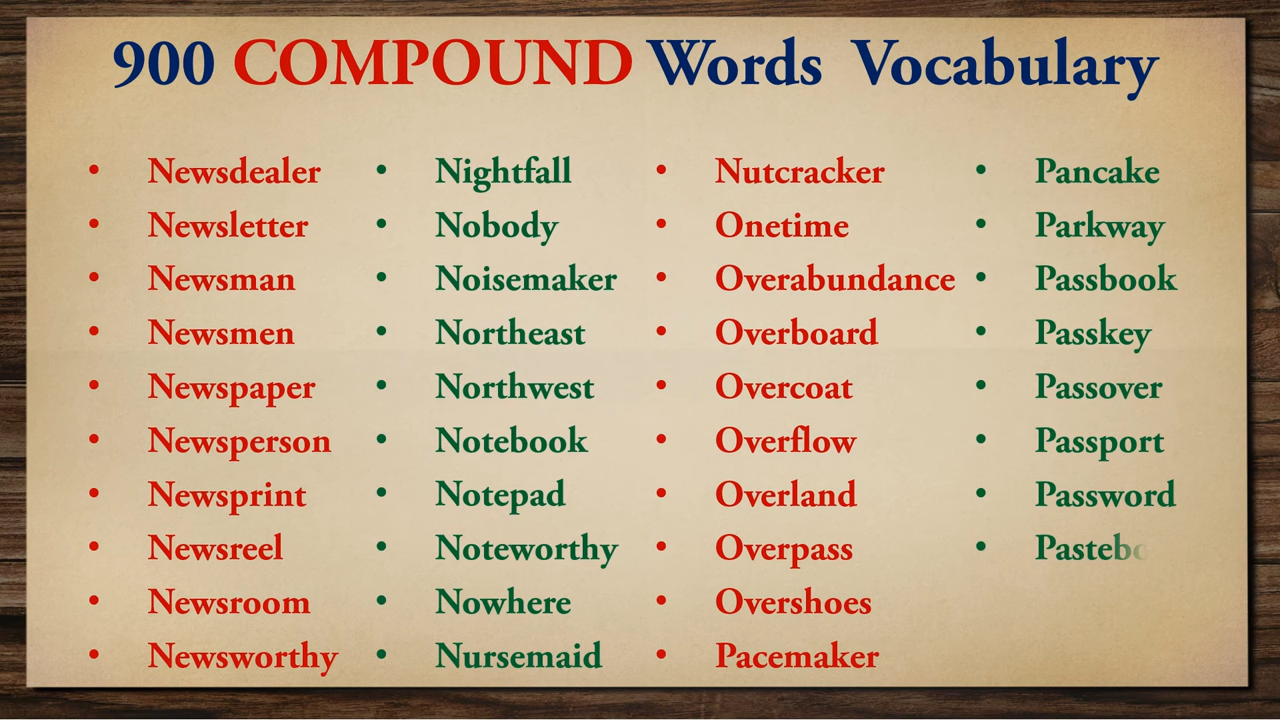 900 COMPOUND Words Vocabulary
• Newsdealer
• Newsletter
• Newsman
• Newsmen
• Newspaper
• Newsperson
• Newsprint
• Newsreel
• Newsroom
• Newsworthy
• Nightfall
• Nobody
• Noisemaker
• Northeast
• Northwest
• Notebook
• Notepad
• Noteworthy
• Nowhere
• Nursemaid
• Nutcracker
• Onetime
• Overabundance
• Overboard
• Overcoat
• Overflow
• Overland
• Overpass
• Overshoes
• Pacemaker
• Pancake
• Parkway
• Passbook
• Passkey
• Passover
• Passport
• Password